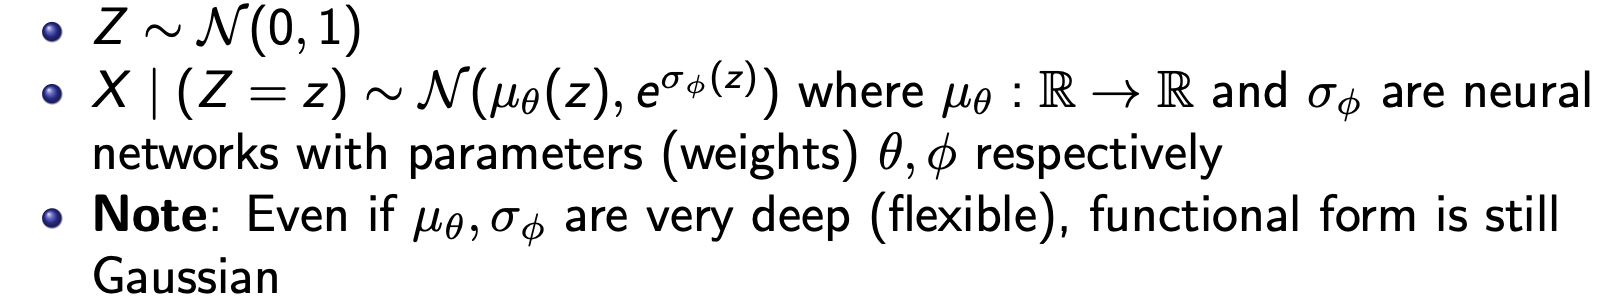 • Z ∼ 𝒩(0, 1)
• X | (Z = z) ∼ 𝒩(μ_θ(z), e^{σ_ϕ(z)}) where μ_θ : ℝ → ℝ and σ_ϕ are neural
networks with parameters (weights) θ, ϕ respectively
• Note: Even if μ_θ, σ_ϕ are very deep (flexible), functional form is still
Gaussian